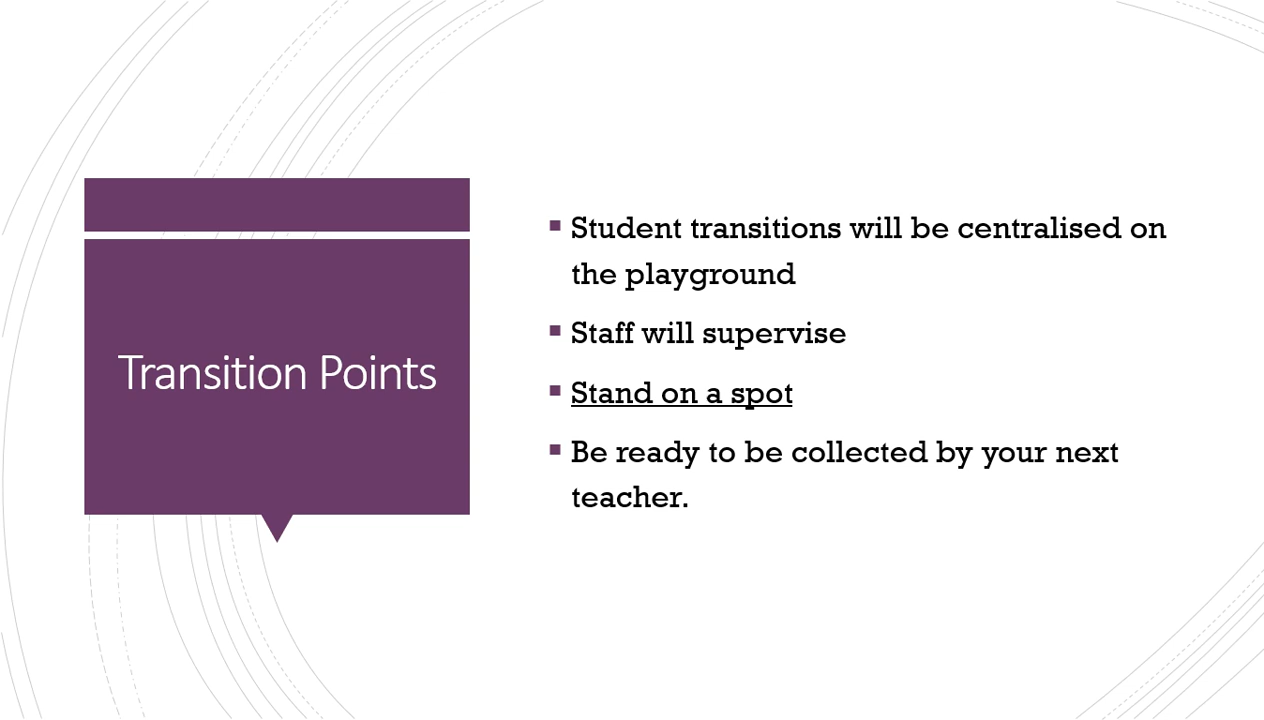 Transition Points
Student transitions will be centralised on
the playground
Staff will supervise
Stand on a spot
Be ready to be collected by your next
teacher.